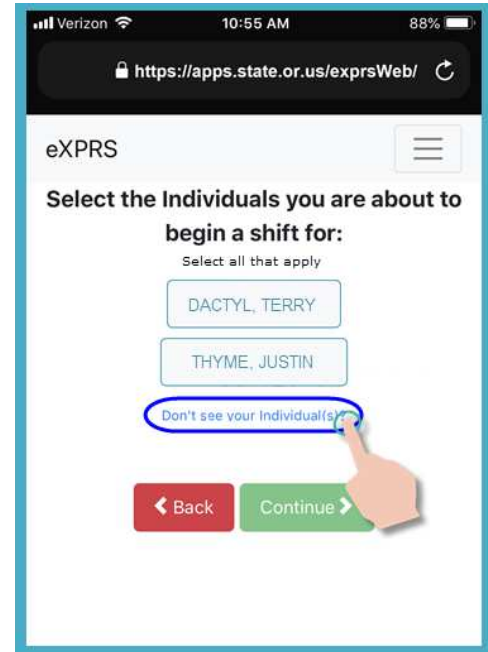 Verizon 10:55 AM 88%
https://apps.state.or.us/exprsWeb/
eXPRS
Select the Individuals you are about to
begin a shift for:
Select all that apply
DACTYL, TERRY
THYME, JUSTIN
Don't see your Individual(s)?
Back Continue